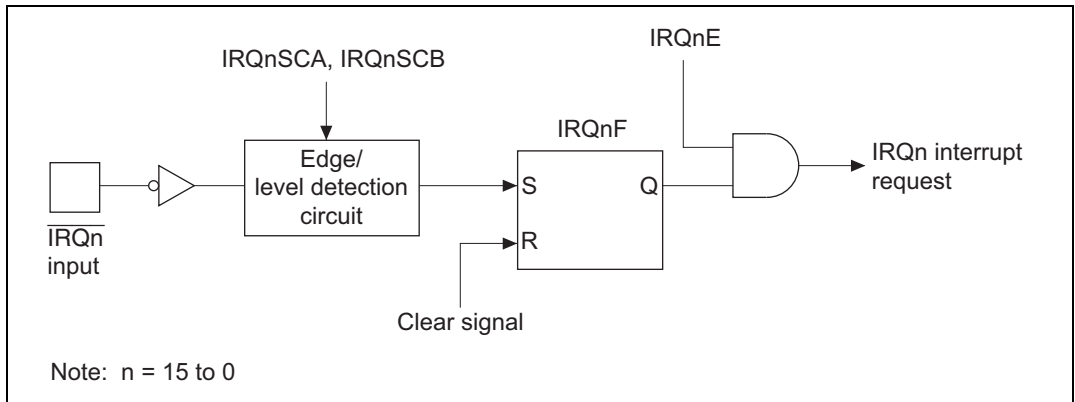 IRQnE
IRQnSCA, IRQnSCB
IRQnF
Edge/
level detection
circuit
S
Q
R
IRQn interrupt
request
IRQn
input
Clear signal
Note: n = 15 to 0